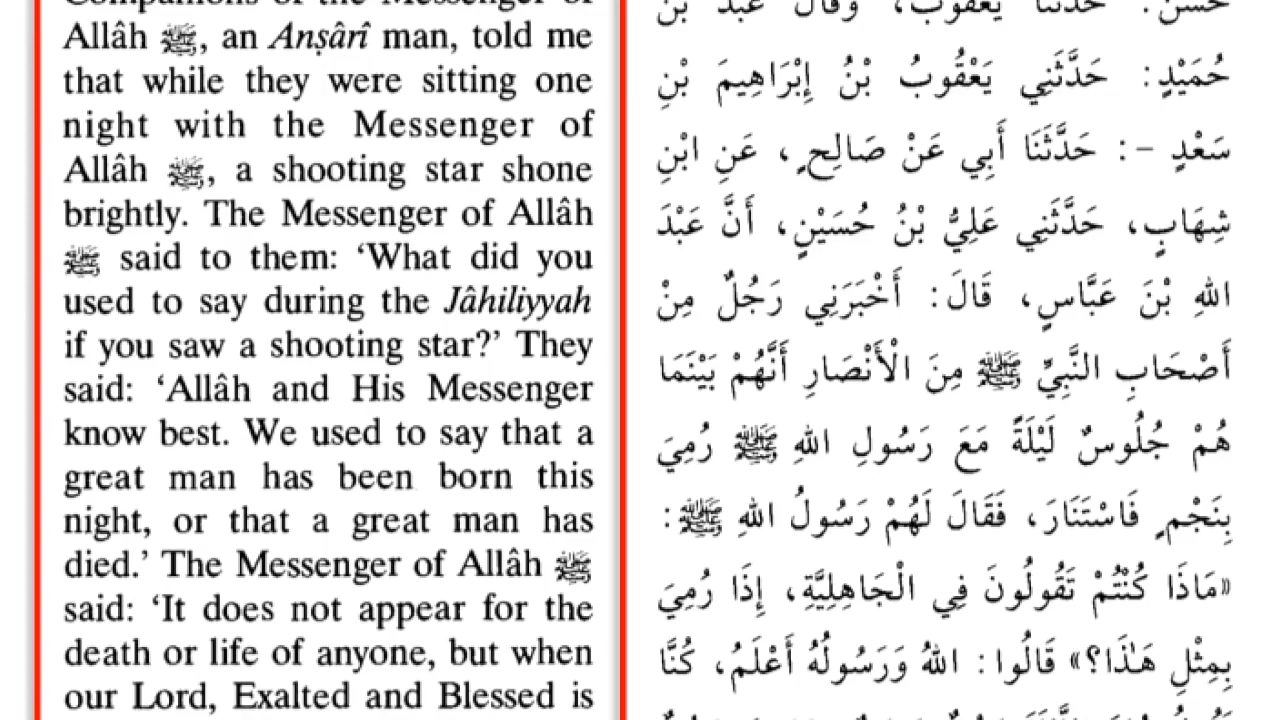 Companions of the Messenger of
Allâh ﷺ, an Anṣârî man, told me
that while they were sitting one
night with the Messenger of
Allâh ﷺ, a shooting star shone
brightly. The Messenger of Allâh
ﷺ said to them: ‘What did you
used to say during the Jâhiliyyah
if you saw a shooting star?’ They
said: ‘Allâh and His Messenger
know best. We used to say that a
great man has been born this
night, or that a great man has
died.’ The Messenger of Allâh ﷺ
said: ‘It does not appear for the
death or life of anyone, but when
our Lord, Exalted and Blessed is
حَسَنٌ: حَدَّثَنَا يَعْقُوبُ، وَقَالَ عَبْدُ بْنُ
حُمَيْدٍ: حَدَّثَنِي يَعْقُوبُ بْنُ إِبْرَاهِيمَ بْنِ
سَعْدٍ -: حَدَّثَنَا أَبِي عَنْ صَالِحٍ، عَنِ ابْنِ
شِهَابٍ، حَدَّثَنِي عَلِيُّ بْنُ حُسَيْنٍ، أَنَّ عَبْدَ
اللهِ بْنَ عَبَّاسٍ، قَالَ: أَخْبَرَنِي رَجُلٌ مِنْ
أَصْحَابِ النَّبِيِّ ﷺ مِنَ الْأَنْصَارِ أَنَّهُمْ بَيْنَمَا
هُمْ جُلُوسٌ لَيْلَةً مَعَ رَسُولِ اللهِ ﷺ رُمِيَ
بِنَجْمٍ فَاسْتَنَارَ، فَقَالَ لَهُمْ رَسُولُ اللهِ ﷺ:
«مَاذَا كُنْتُمْ تَقُولُونَ فِي الْجَاهِلِيَّةِ، إِذَا رُمِيَ
بِمِثْلِ هَـٰذَا؟» قَالُوا: اللهُ وَرَسُولُهُ أَعْلَمُ، كُنَّا